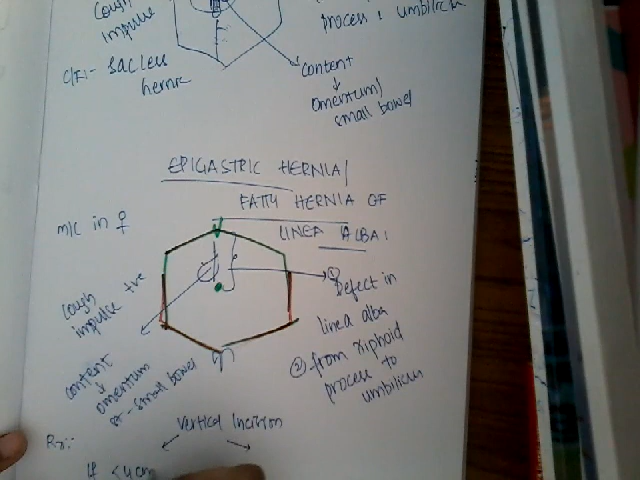 Cough
impulse
process & umbilicus
C/F:- Sacless
hernia
Content
↓
omentum/
small bowel
EPIGASTRIC HERNIA/
FATTY HERNIA OF
LINEA ALBA:
m/c in ♀
cough
impulse +ve
① Defect in
linea alba
② from xiphoid
process to
umbilicus
content
↓
omentum
small bowel
Vertical Incision
Rx:-
If <4cm